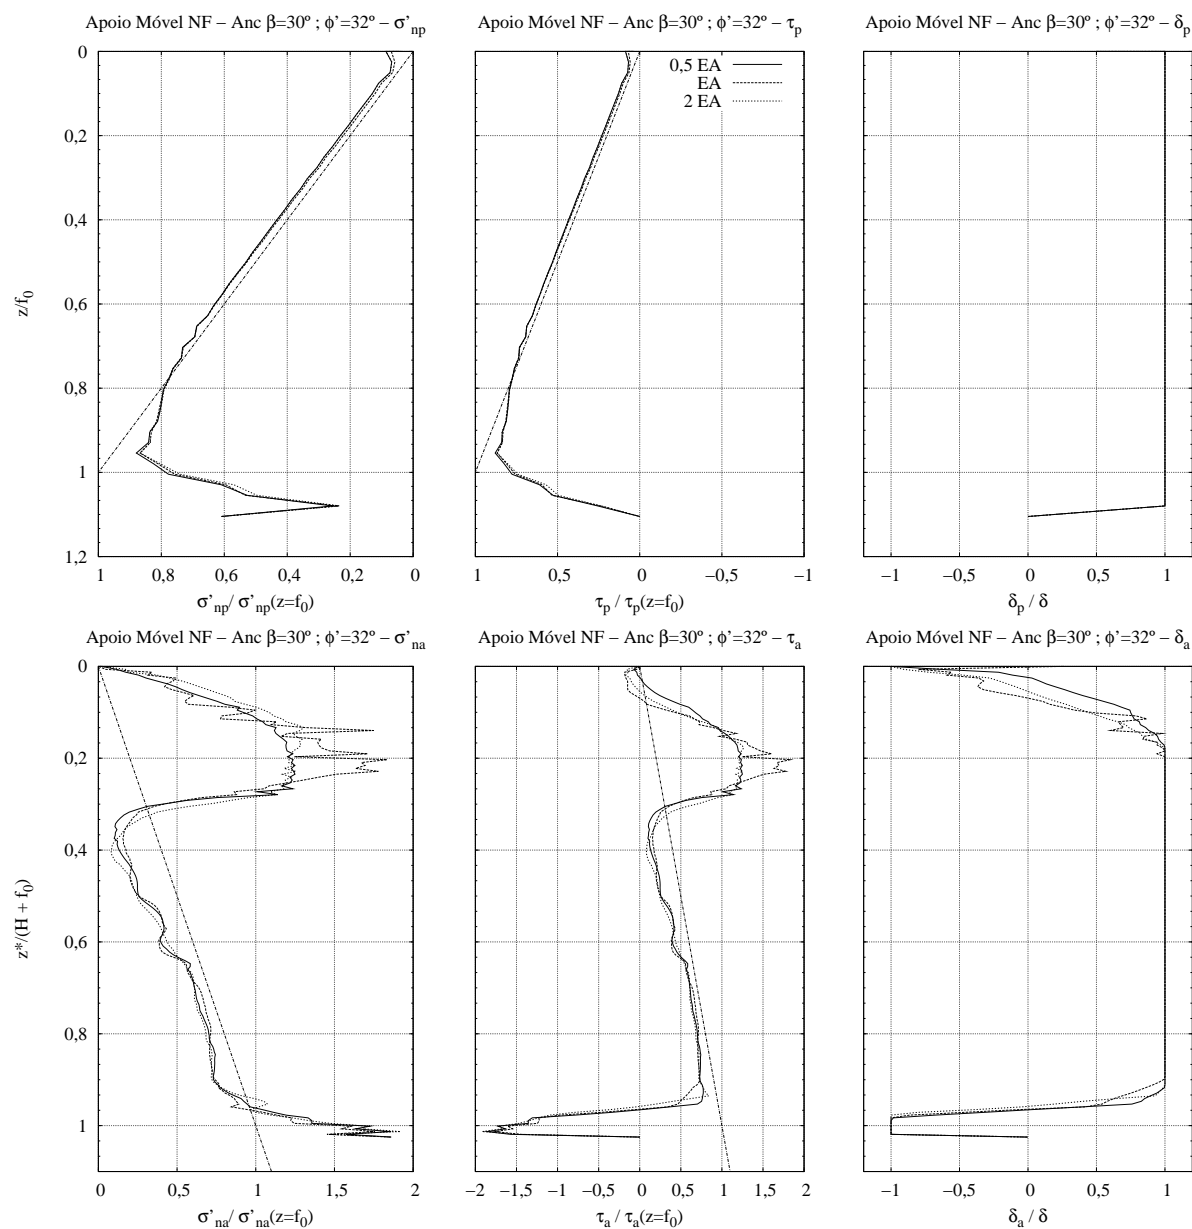 Apoio Móvel NF – Anc β=30º ; ϕ'=32º – σ'np
Apoio Móvel NF – Anc β=30º ; ϕ'=32º – τp
Apoio Móvel NF – Anc β=30º ; ϕ'=32º – δp
0
0,2
0,4
0,6
0,8
1
1,2
z/f0
0,5 EA
EA
2 EA
1 0,8 0,6 0,4 0,2 0
1 0,5 0 −0,5 −1
−1 −0,5 0 0,5 1
σ'np/ σ'np(z=f0)
τp / τp(z=f0)
δp / δ
Apoio Móvel NF – Anc β=30º ; ϕ'=32º – σ'na
Apoio Móvel NF – Anc β=30º ; ϕ'=32º – τa
Apoio Móvel NF – Anc β=30º ; ϕ'=32º – δa
0
0,2
0,4
0,6
0,8
1
z*/(H + f0)
0 0,5 1 1,5 2
−2 −1,5 −1 −0,5 0 0,5 1 1,5 2
−1 −0,5 0 0,5 1
σ'na/ σ'na(z=f0)
τa / τa(z=f0)
δa / δ